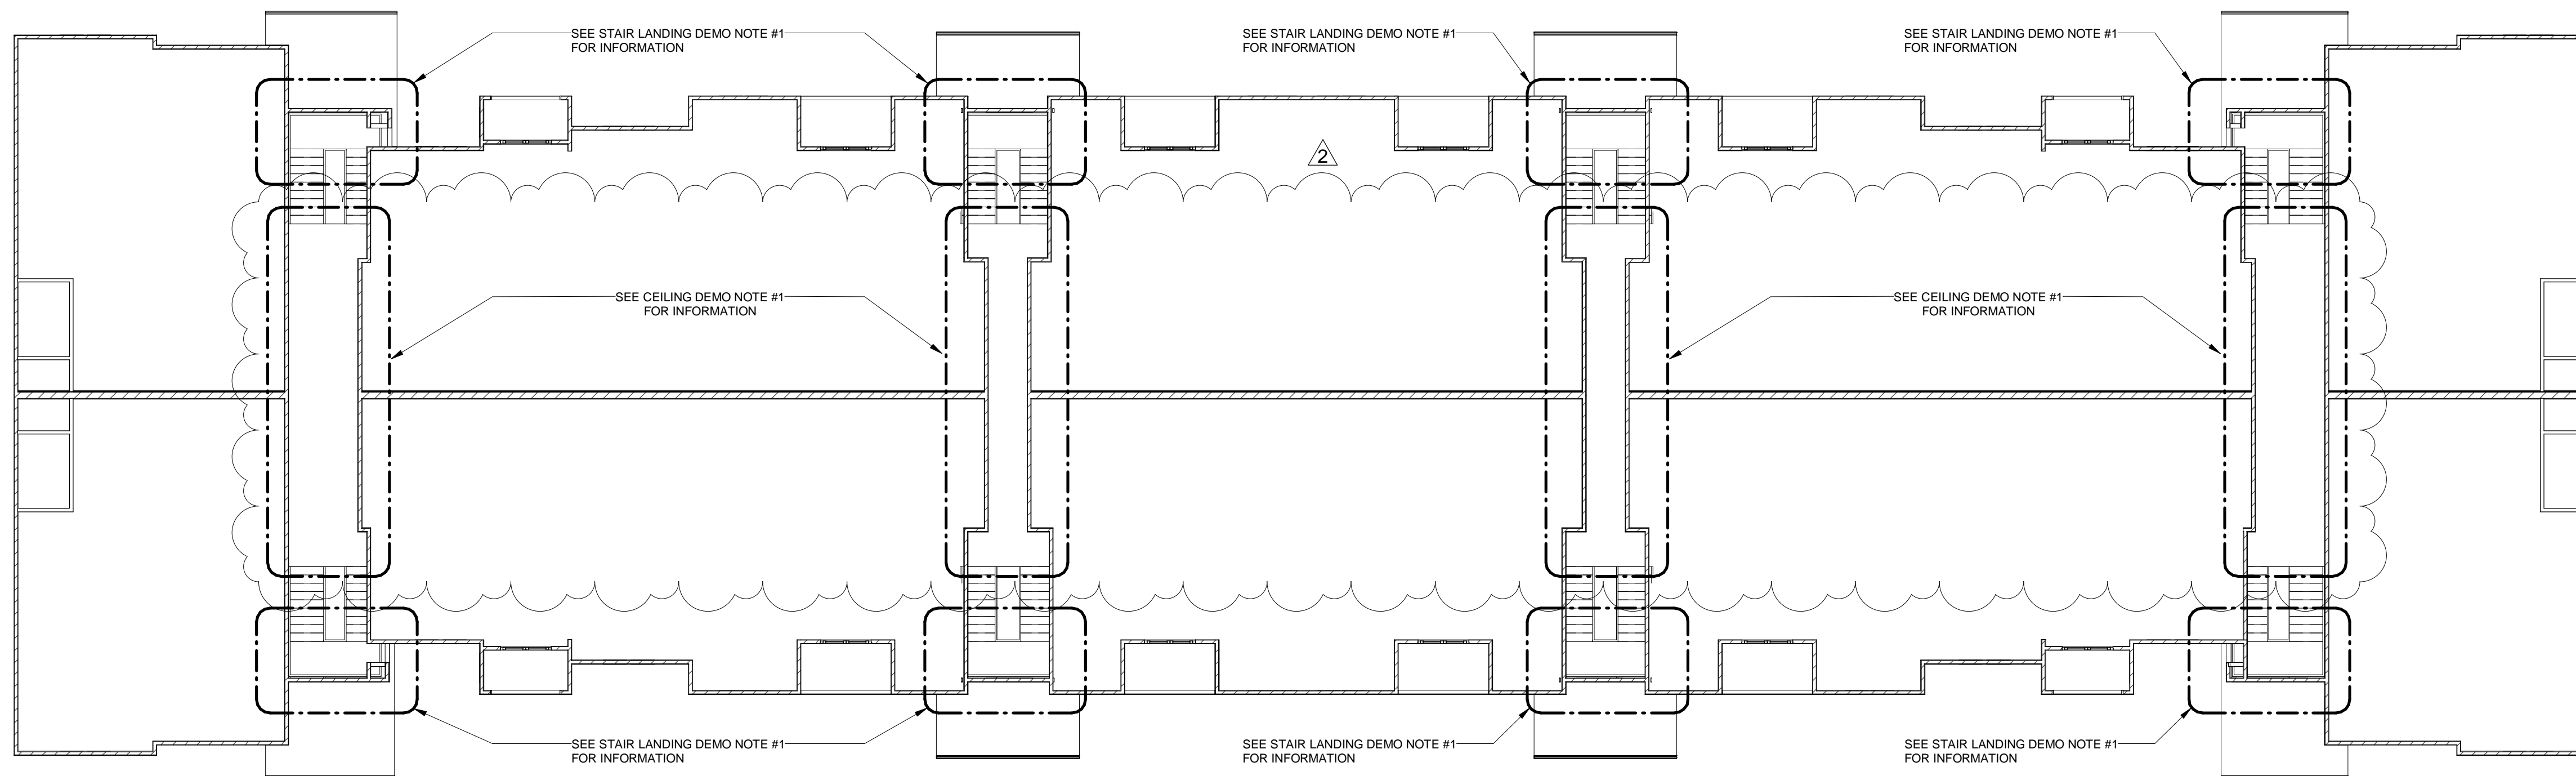 SEE STAIR LANDING DEMO NOTE #1
FOR INFORMATION
SEE STAIR LANDING DEMO NOTE #1
FOR INFORMATION
SEE STAIR LANDING DEMO NOTE #1
FOR INFORMATION
2
SEE CEILING DEMO NOTE #1
FOR INFORMATION
SEE CEILING DEMO NOTE #1
FOR INFORMATION
SEE STAIR LANDING DEMO NOTE #1
FOR INFORMATION
SEE STAIR LANDING DEMO NOTE #1
FOR INFORMATION
SEE STAIR LANDING DEMO NOTE #1
FOR INFORMATION